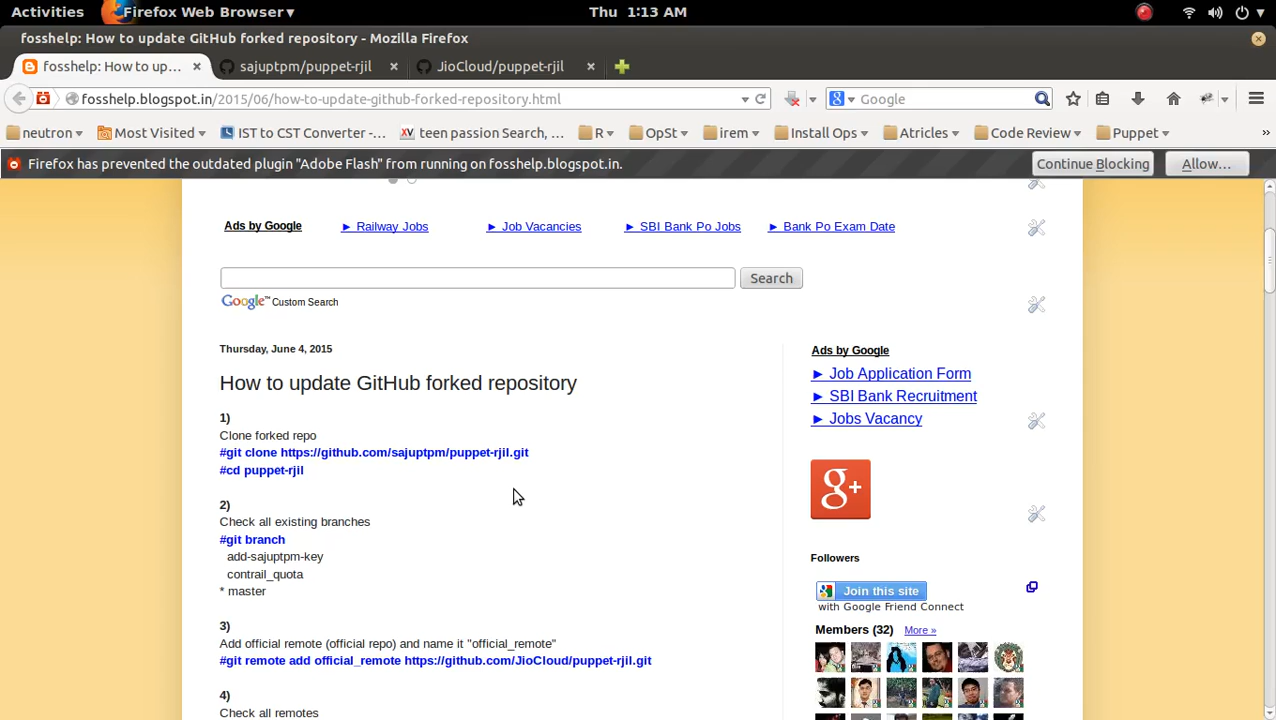 Activities Firefox Web Browser ▾ Thu 1:13 AM
fosshelp: How to update GitHub forked repository - Mozilla Firefox
fosshelp: How to up... sajuptpm/puppet-rjil JioCloud/puppet-rjil
fosshelp.blogspot.in/2015/06/how-to-update-github-forked-repository.html Google
neutron Most Visited IST to CST Converter -... teen passion Search, ... R OpSt irem Install Ops Atricles Code Review Puppet »
Firefox has prevented the outdated plugin "Adobe Flash" from running on fosshelp.blogspot.in. Continue Blocking Allow...
Ads by Google ► Railway Jobs ► Job Vacancies ► SBI Bank Po Jobs ► Bank Po Exam Date
Search
Google™ Custom Search
Thursday, June 4, 2015
How to update GitHub forked repository
1)
Clone forked repo
#git clone https://github.com/sajuptpm/puppet-rjil.git
#cd puppet-rjil
2)
Check all existing branches
#git branch
add-sajuptpm-key
contrail_quota
* master
3)
Add official remote (official repo) and name it "official_remote"
#git remote add official_remote https://github.com/JioCloud/puppet-rjil.git
4)
Check all remotes
Ads by Google
► Job Application Form
► SBI Bank Recruitment
► Jobs Vacancy
g+
Followers
Join this site
with Google Friend Connect
Members (32) More »